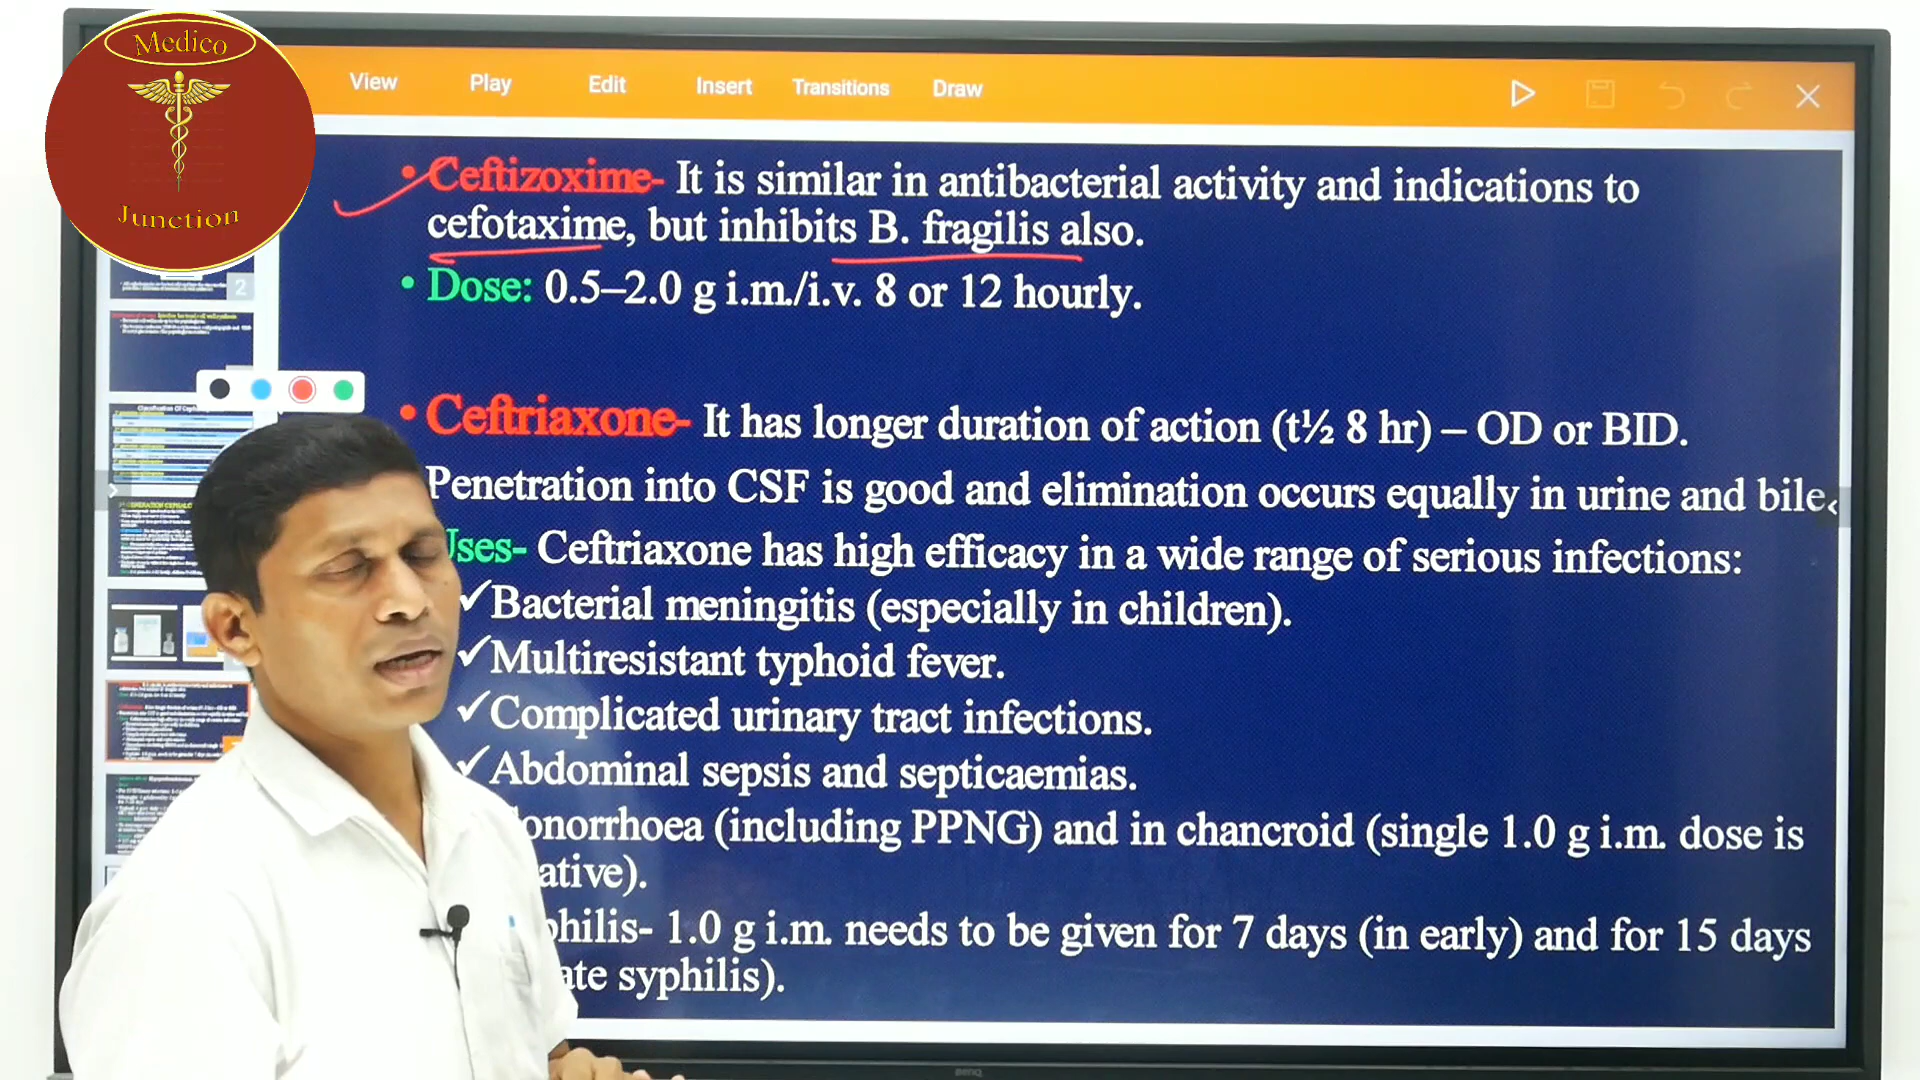 Medico
Junction
View Play Edit Insert Transitions Draw
• Ceftizoxime- It is similar in antibacterial activity and indications to
cefotaxime, but inhibits B. fragilis also.
• Dose: 0.5–2.0 g i.m./i.v. 8 or 12 hourly.
• Ceftriaxone- It has longer duration of action (t½ 8 hr) – OD or BID.
Penetration into CSF is good and elimination occurs equally in urine and bile.
Uses- Ceftriaxone has high efficacy in a wide range of serious infections:
✓Bacterial meningitis (especially in children).
✓Multiresistant typhoid fever.
✓Complicated urinary tract infections.
✓Abdominal sepsis and septicaemias.
onorrhoea (including PPNG) and in chancroid (single 1.0 g i.m. dose is
ative).
philis- 1.0 g i.m. needs to be given for 7 days (in early) and for 15 days
ate syphilis).
2
BenQ